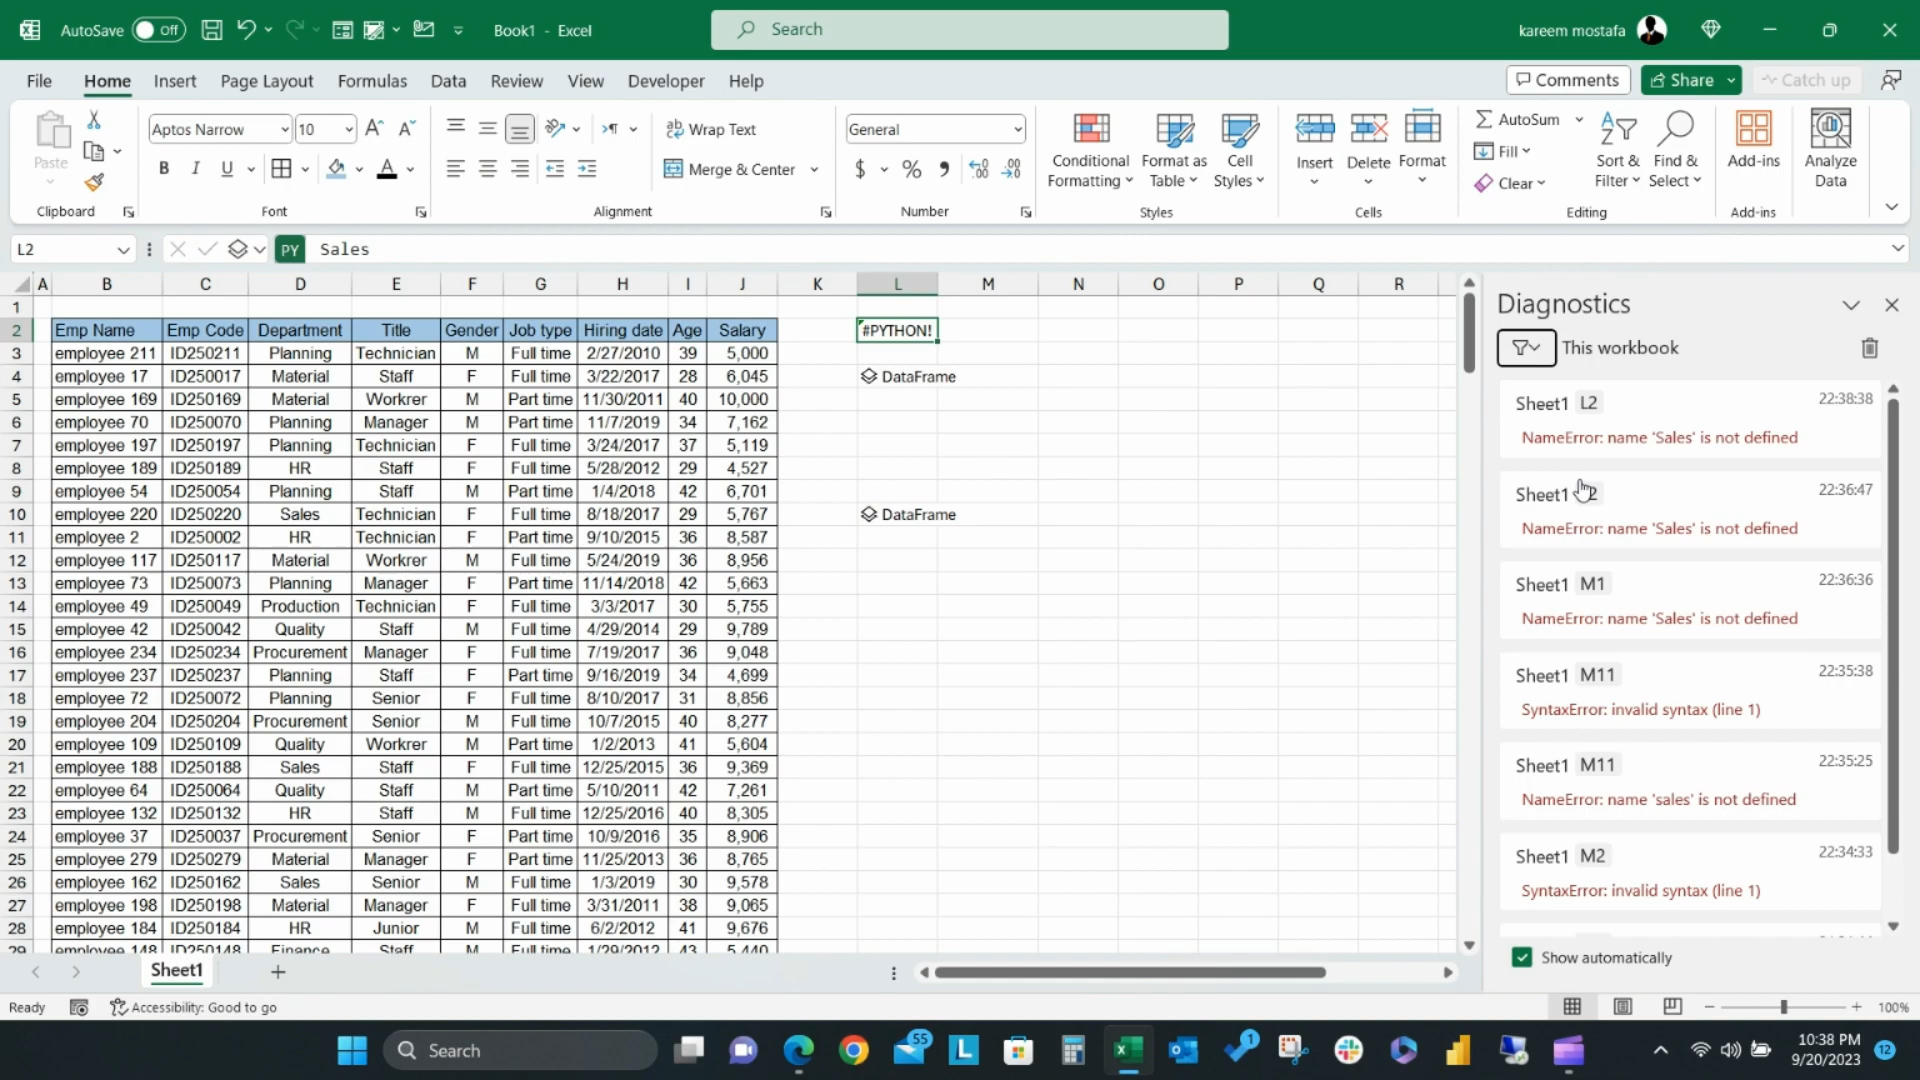 AutoSave Off Book1 - Excel Search kareem mostafa
File Home Insert Page Layout Formulas Data Review View Developer Help Comments Share Catch up
Paste Aptos Narrow 10 Wrap Text General Conditional Formatting Format as Table Cell Styles Insert Delete Format AutoSum Fill Clear Sort & Filter Find & Select Add-ins Analyze Data
B I U Merge & Center $ %
Clipboard Font Alignment Number Styles Cells Editing Add-ins
L2 PY Sales
A B C D E F G H I J K L M N O P Q R
1
2 Emp Name Emp Code Department Title Gender Job type Hiring date Age Salary #PYTHON!
3 employee 211 ID250211 Planning Technician M Full time 2/27/2010 39 5,000
4 employee 17 ID250017 Material Staff F Full time 3/22/2017 28 6,045 DataFrame
5 employee 169 ID250169 Material Workrer M Part time 11/30/2011 40 10,000
6 employee 70 ID250070 Planning Manager M Part time 11/7/2019 34 7,162
7 employee 197 ID250197 Planning Technician F Full time 3/24/2017 37 5,119
8 employee 189 ID250189 HR Staff F Full time 5/28/2012 29 4,527
9 employee 54 ID250054 Planning Staff M Part time 1/4/2018 42 6,701
10 employee 220 ID250220 Sales Technician F Full time 8/18/2017 29 5,767 DataFrame
11 employee 2 ID250002 HR Technician F Part time 9/10/2015 36 8,587
12 employee 117 ID250117 Material Workrer M Full time 5/24/2019 36 8,956
13 employee 73 ID250073 Planning Manager F Part time 11/14/2018 42 5,663
14 employee 49 ID250049 Production Technician F Full time 3/3/2017 30 5,755
15 employee 42 ID250042 Quality Staff M Full time 4/29/2014 29 9,789
16 employee 234 ID250234 Procurement Manager F Full time 7/19/2017 36 9,048
17 employee 237 ID250237 Planning Staff F Part time 9/16/2019 34 4,699
18 employee 72 ID250072 Planning Senior F Full time 8/10/2017 31 8,856
19 employee 204 ID250204 Procurement Senior M Full time 10/7/2015 40 8,277
20 employee 109 ID250109 Quality Workrer M Part time 1/2/2013 41 5,604
21 employee 188 ID250188 Sales Staff F Full time 12/25/2015 36 9,369
22 employee 64 ID250064 Quality Staff M Part time 5/10/2011 42 7,261
23 employee 132 ID250132 HR Staff M Full time 12/25/2016 40 8,305
24 employee 37 ID250037 Procurement Senior F Part time 10/9/2016 35 8,906
25 employee 279 ID250279 Material Manager F Part time 11/25/2013 36 8,765
26 employee 162 ID250162 Sales Senior M Full time 1/3/2019 30 9,578
27 employee 198 ID250198 Material Manager F Full time 3/31/2011 38 9,065
28 employee 184 ID250184 HR Junior M Full time 6/2/2012 41 9,676
29 employee 148 ID250148 Finance Staff M Full time 1/29/2012 43 5,440
Diagnostics
This workbook
Sheet1 L2 22:38:38
NameError: name 'Sales' is not defined
Sheet1 22:36:47
NameError: name 'Sales' is not defined
Sheet1 M1 22:36:36
NameError: name 'Sales' is not defined
Sheet1 M11 22:35:38
SyntaxError: invalid syntax (line 1)
Sheet1 M11 22:35:25
NameError: name 'sales' is not defined
Sheet1 M2 22:34:33
SyntaxError: invalid syntax (line 1)
Show automatically
Sheet1
Ready Accessibility: Good to go 100%
Search 55 1 10:38 PM
9/20/2023 12